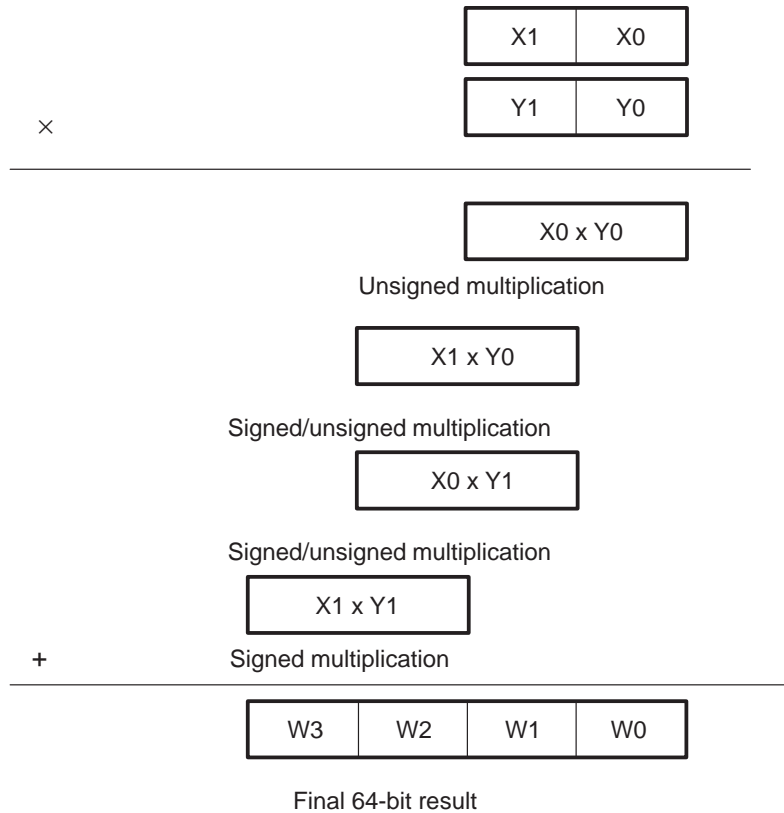 X1 X0
Y1 Y0
×
X0 x Y0
Unsigned multiplication
X1 x Y0
Signed/unsigned multiplication
X0 x Y1
Signed/unsigned multiplication
X1 x Y1
+ Signed multiplication
W3 W2 W1 W0
Final 64-bit result